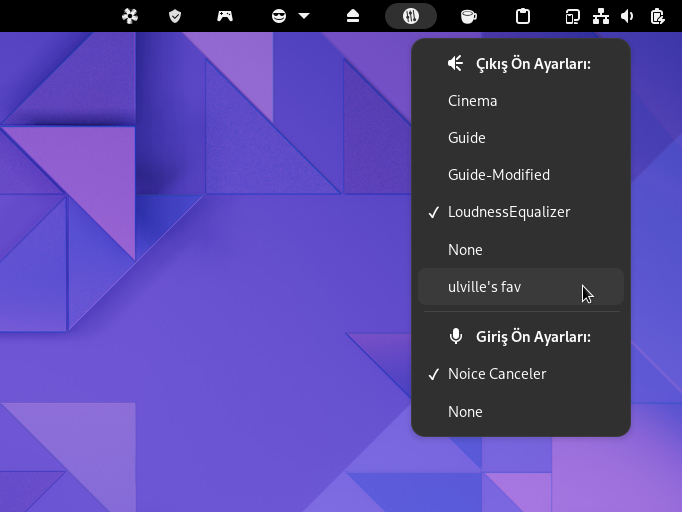 Çıkış Ön Ayarları:
Cinema
Guide
Guide-Modified
✓ LoudnessEqualizer
None
ulville's fav
Giriş Ön Ayarları:
✓ Noice Canceler
None